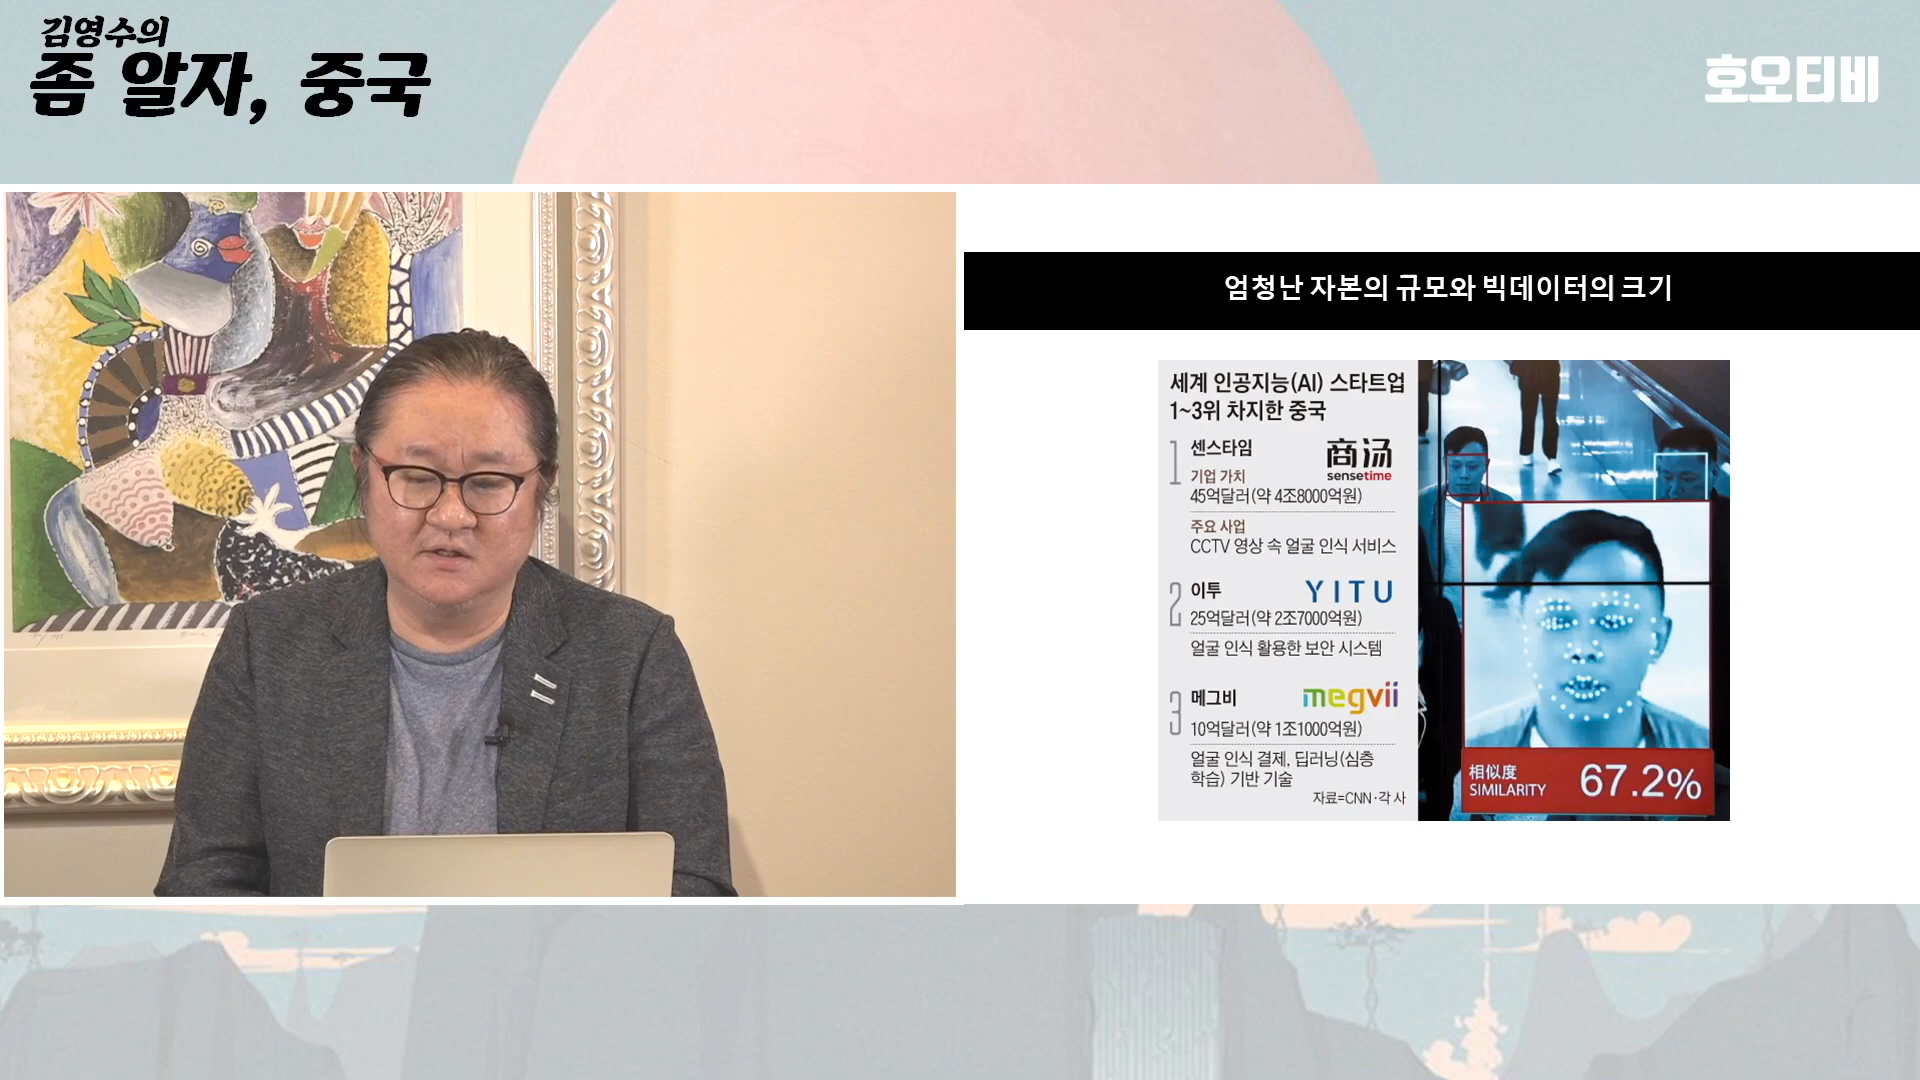 김영수의
좀 알자, 중국
호오티비
엄청난 자본의 규모와 빅데이터의 크기
세계 인공지능(AI) 스타트업
1~3위 차지한 중국
1 센스타임
商汤
sensetime
기업 가치
45억달러(약 4조8000억원)
주요 사업
CCTV 영상 속 얼굴 인식 서비스
2 이투
YITU
25억달러(약 2조7000억원)
얼굴 인식 활용한 보안 시스템
3 메그비
megvii
10억달러(약 1조1000억원)
얼굴 인식 결제, 딥러닝(심층
학습) 기반 기술
자료=CNN·각 사
相似度
SIMILARITY
67.2%